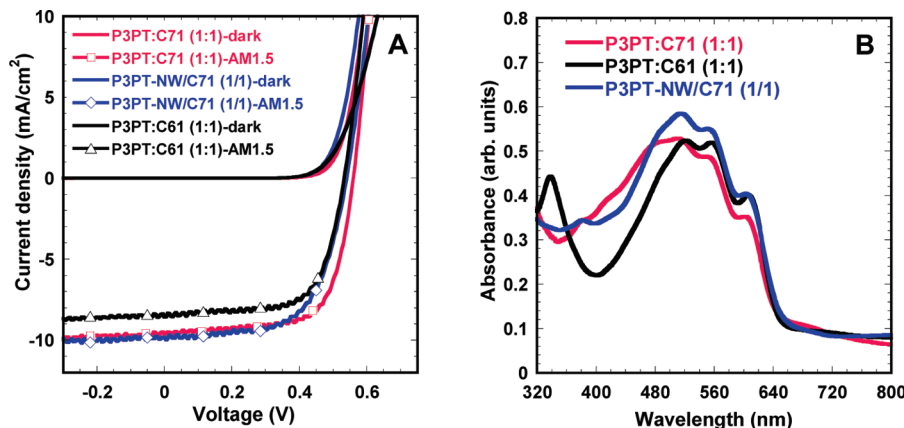 A
P3PT:C71 (1:1)-dark
P3PT:C71 (1:1)-AM1.5
P3PT-NW/C71 (1/1)-dark
P3PT-NW/C71 (1/1)-AM1.5
P3PT:C61 (1:1)-dark
P3PT:C61 (1:1)-AM1.5
Current density (mA/cm²)
10
5
0
-5
-10
-0.2 0 0.2 0.4 0.6
Voltage (V)
B
P3PT:C71 (1:1)
P3PT:C61 (1:1)
P3PT-NW/C71 (1/1)
Absorbance (arb. units)
0.8
0.7
0.6
0.5
0.4
0.3
0.2
0.1
0
320 400 480 560 640 720 800
Wavelength (nm)